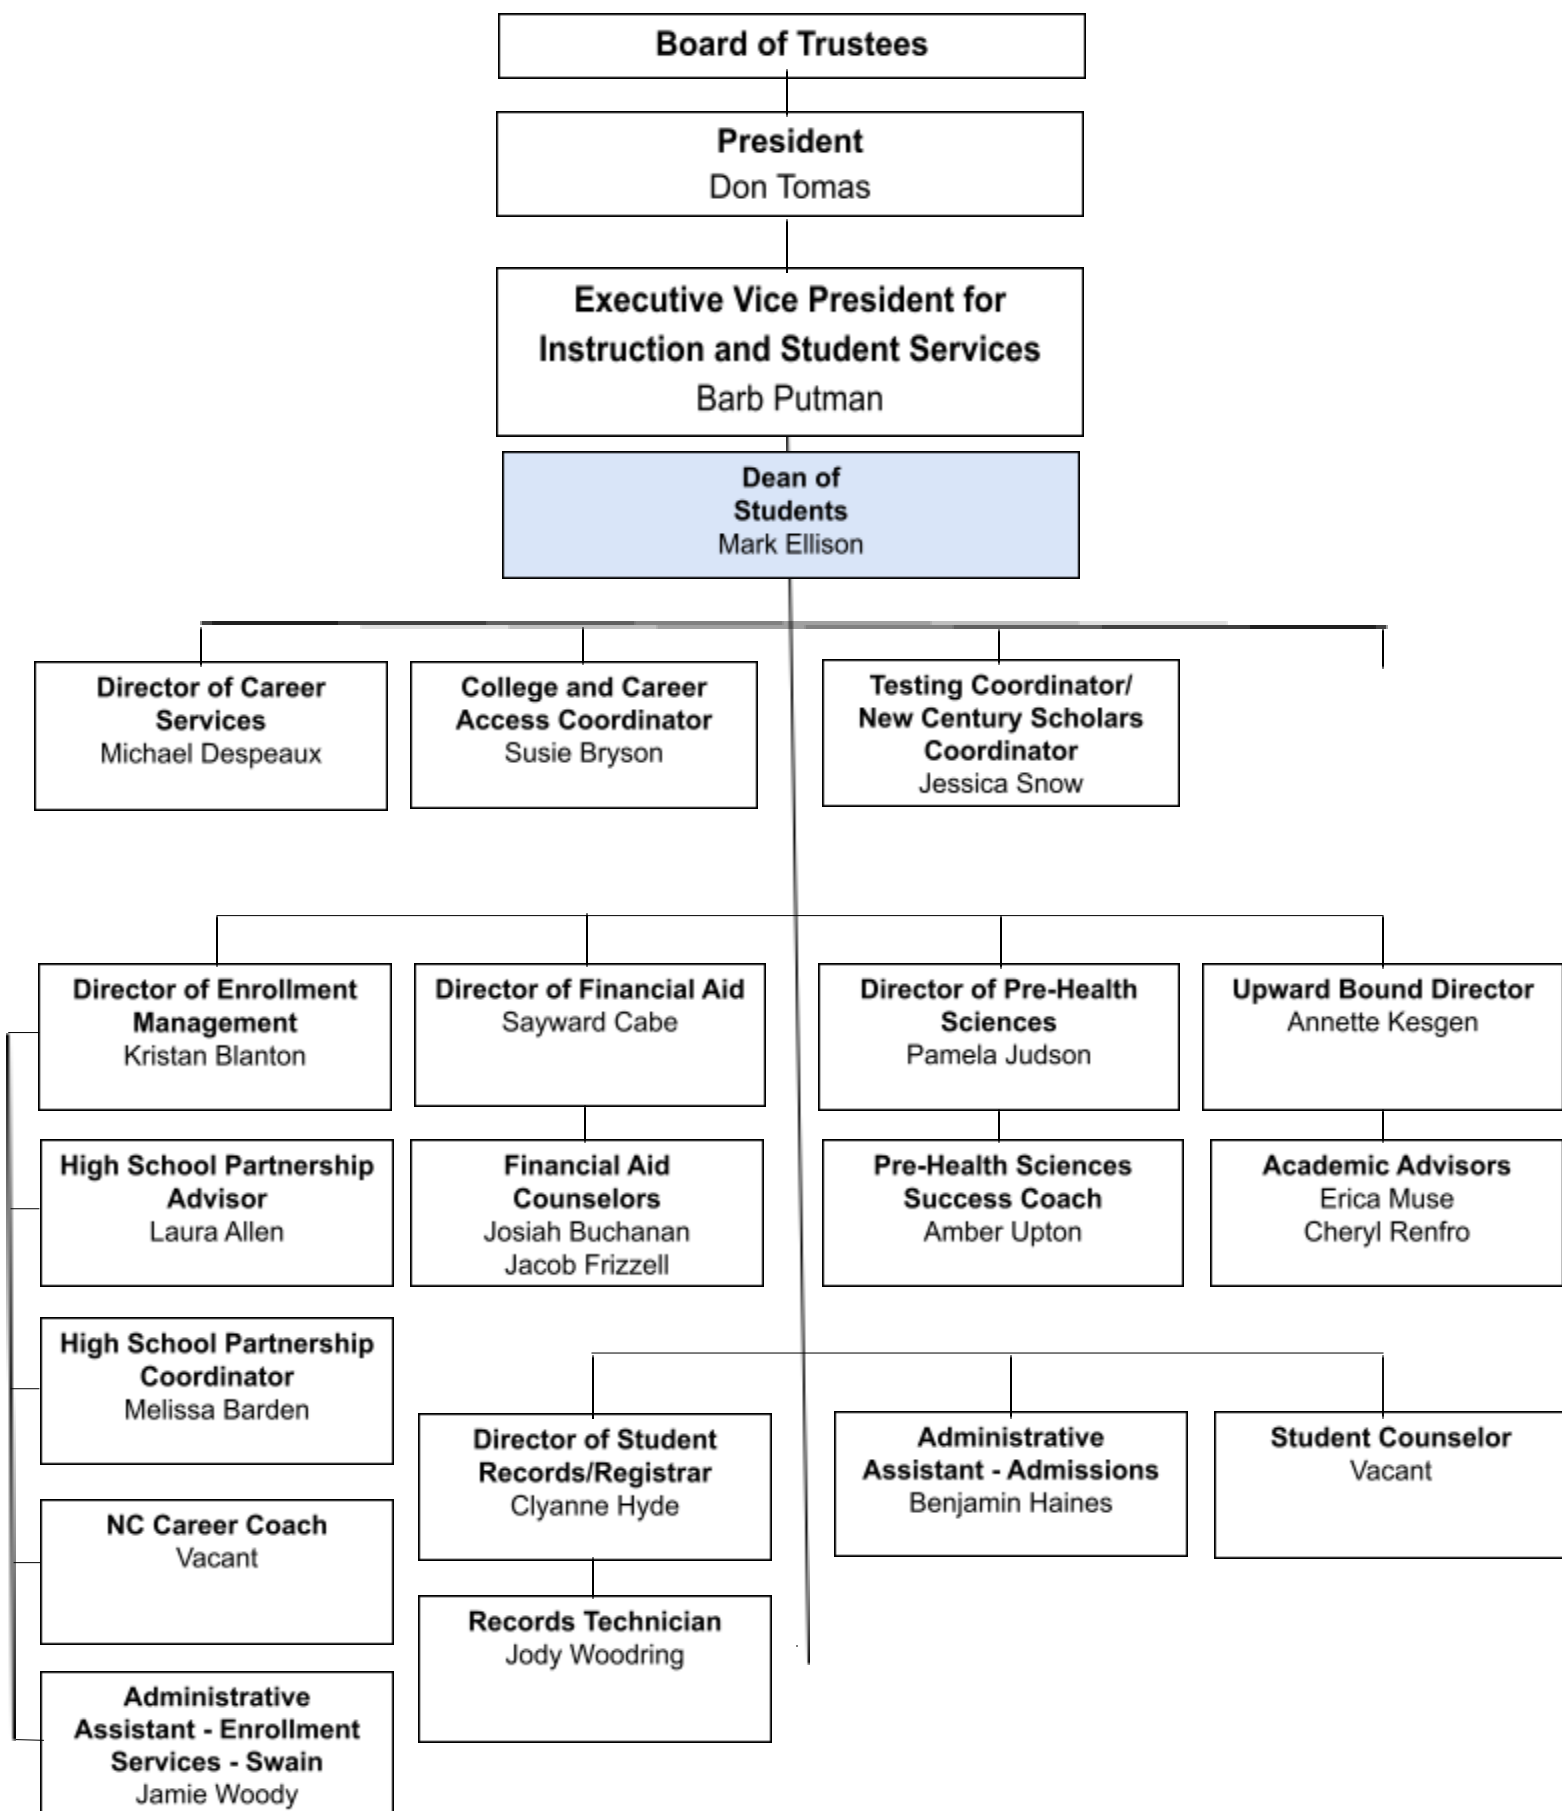 Board of Trustees
President
Don Tomas
Executive Vice President for
Instruction and Student Services
Barb Putman
Dean of
Students
Mark Ellison
Director of Career
Services
Michael Despeaux
College and Career
Access Coordinator
Susie Bryson
Testing Coordinator/
New Century Scholars
Coordinator
Jessica Snow
Director of Enrollment
Management
Kristan Blanton
Director of Financial Aid
Sayward Cabe
Director of Pre-Health
Sciences
Pamela Judson
Upward Bound Director
Annette Kesgen
High School Partnership
Advisor
Laura Allen
Financial Aid
Counselors
Josiah Buchanan
Jacob Frizzell
Pre-Health Sciences
Success Coach
Amber Upton
Academic Advisors
Erica Muse
Cheryl Renfro
High School Partnership
Coordinator
Melissa Barden
Director of Student
Records/Registrar
Clyanne Hyde
Administrative
Assistant - Admissions
Benjamin Haines
Student Counselor
Vacant
NC Career Coach
Vacant
Records Technician
Jody Woodring
Administrative
Assistant - Enrollment
Services - Swain
Jamie Woody